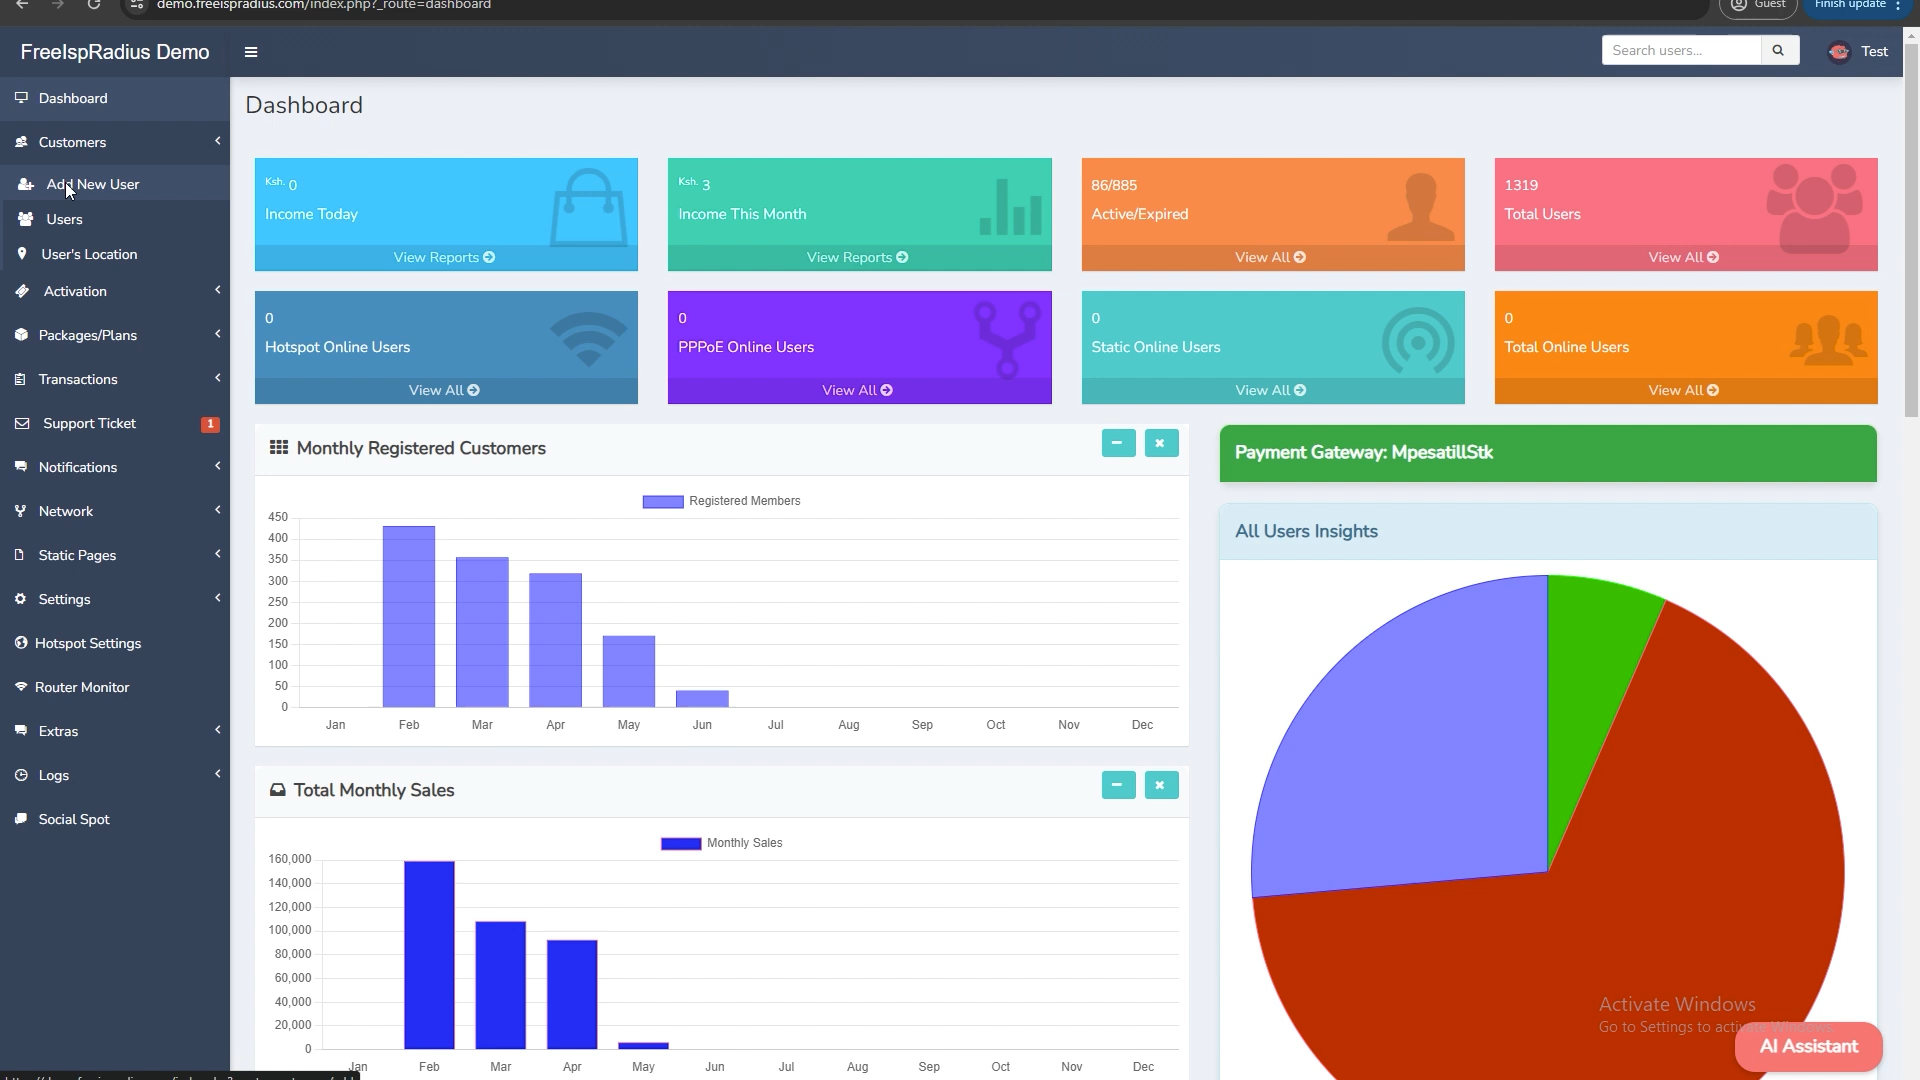 demo.freeispradius.com/index.php?_route=dashboard
Guest
Finish update
FreeIspRadius Demo
Search users...
Test
Dashboard
Customers
Add New User
Users
User's Location
Activation
Packages/Plans
Transactions
Support Ticket 1
Notifications
Network
Static Pages
Settings
Hotspot Settings
Router Monitor
Extras
Logs
Social Spot
Dashboard
Ksh. 0
Income Today
View Reports
Ksh. 3
Income This Month
View Reports
86/885
Active/Expired
View All
1319
Total Users
View All
0
Hotspot Online Users
View All
0
PPPoE Online Users
View All
0
Static Online Users
View All
0
Total Online Users
View All
Monthly Registered Customers
Registered Members
450
400
350
300
250
200
150
100
50
0
Jan Feb Mar Apr May Jun Jul Aug Sep Oct Nov Dec
Total Monthly Sales
Monthly Sales
160,000
140,000
120,000
100,000
80,000
60,000
40,000
20,000
0
Jan Feb Mar Apr May Jun Jul Aug Sep Oct Nov Dec
Payment Gateway: MpesatillStk
All Users Insights
Activate Windows
Go to Settings to activate Windows.
AI Assistant